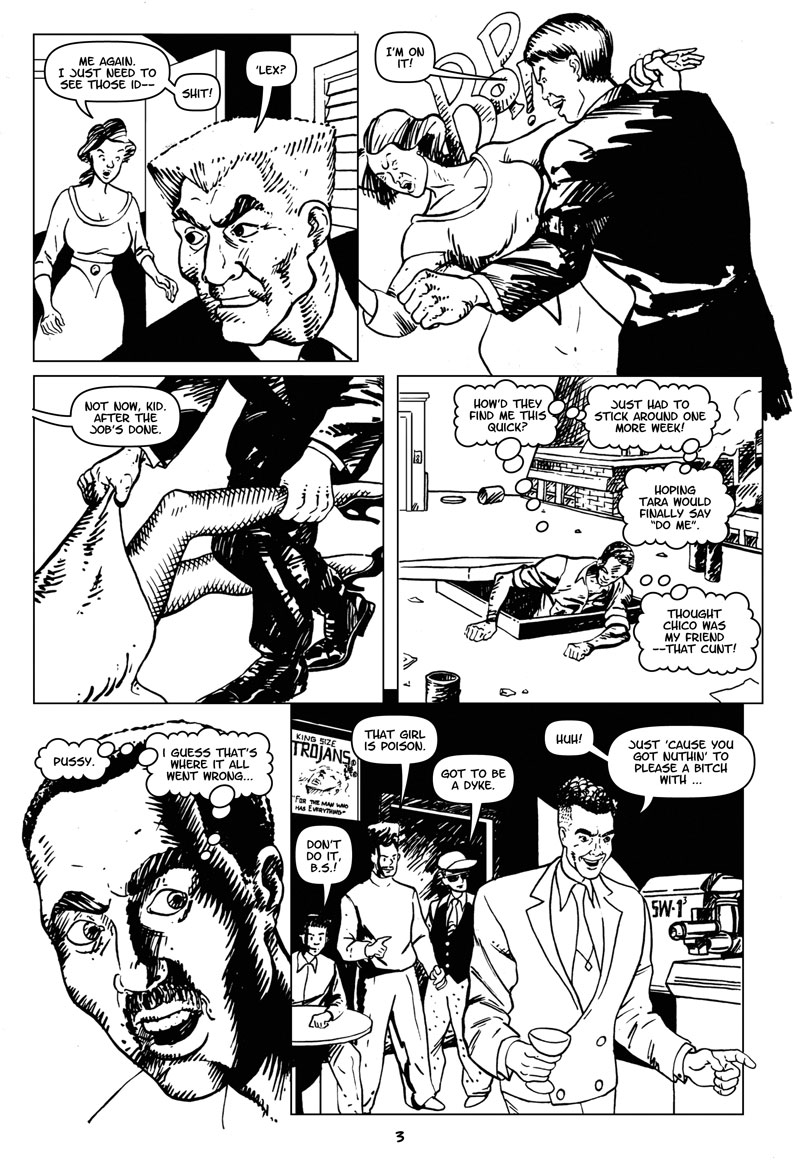 ME AGAIN.
I JUST NEED TO
SEE THOSE ID--
SHIT!
'LEX?
I'M ON
IT!
NOT NOW, KID.
AFTER THE
JOB'S DONE.
HOW'D THEY
FIND ME THIS
QUICK?
JUST HAD TO
STICK AROUND ONE
MORE WEEK!
HOPING
TARA WOULD
FINALLY SAY
"DO ME".
THOUGHT
CHICO WAS
MY FRIEND
--THAT CUNT!
PUSSY.
I GUESS THAT'S
WHERE IT ALL
WENT WRONG...
KING SIZE
TROJANS
"FOR THE MAN WHO
HAS EVERYTHING"
THAT GIRL
IS POISON.
GOT TO BE
A DYKE.
DON'T
DO IT,
B.S.!
HUH!
JUST 'CAUSE YOU
GOT NUTHIN' TO
PLEASE A BITCH
WITH ...
SW-1
3